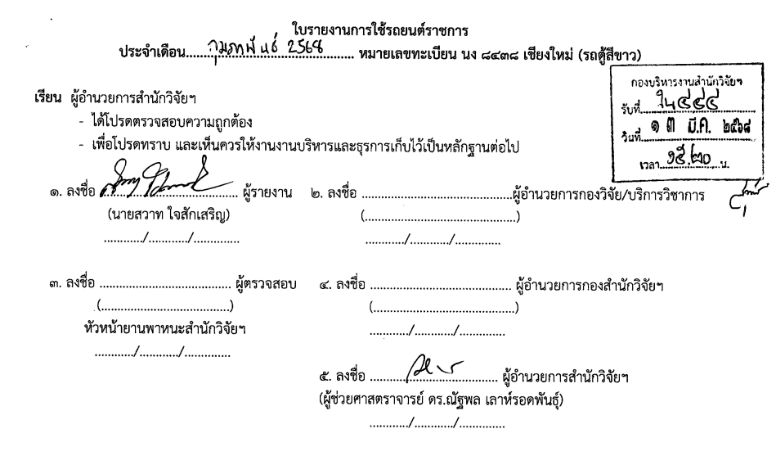 ใบรายงานการใช้รถยนต์ราชการ
ประจำเดือน.....กุมภาพันธ์ 2568............. หมายเลขทะเบียน นง ๘๔๓๘ เชียงใหม่ (รถตู้สีขาว)
กองบริหารงานสำนักวิจัยฯ
รับที่
วันที่ ๑๓ มี.ค. ๒๕๖๘
เวลา ๑๕.๒๐ น.
เรียน ผู้อำนวยการสำนักวิจัยฯ
- ได้โปรดตรวจสอบความถูกต้อง
- เพื่อโปรดทราบ และเห็นควรให้งานงานบริหารและธุรการเก็บไว้เป็นหลักฐานต่อไป
๑. ลงชื่อ ............ ผู้รายงาน ๒. ลงชื่อ ............ผู้อำนวยการกองวิจัย/บริการวิชาการ
(นายสวาท ใจสักเสริญ) (............)
.........../.........../............ .........../.........../............
๓. ลงชื่อ ............ ผู้ตรวจสอบ ๔. ลงชื่อ ............ ผู้อำนวยการกองสำนักวิจัยฯ
(............) (............)
หัวหน้ายานพาหนะสำนักวิจัยฯ .........../.........../............
.........../.........../............
๕. ลงชื่อ ............ ผู้อำนวยการสำนักวิจัยฯ
(ผู้ช่วยศาสตราจารย์ ดร.ณัฐพล เลาห์รอดพันธุ์)
.........../.........../............